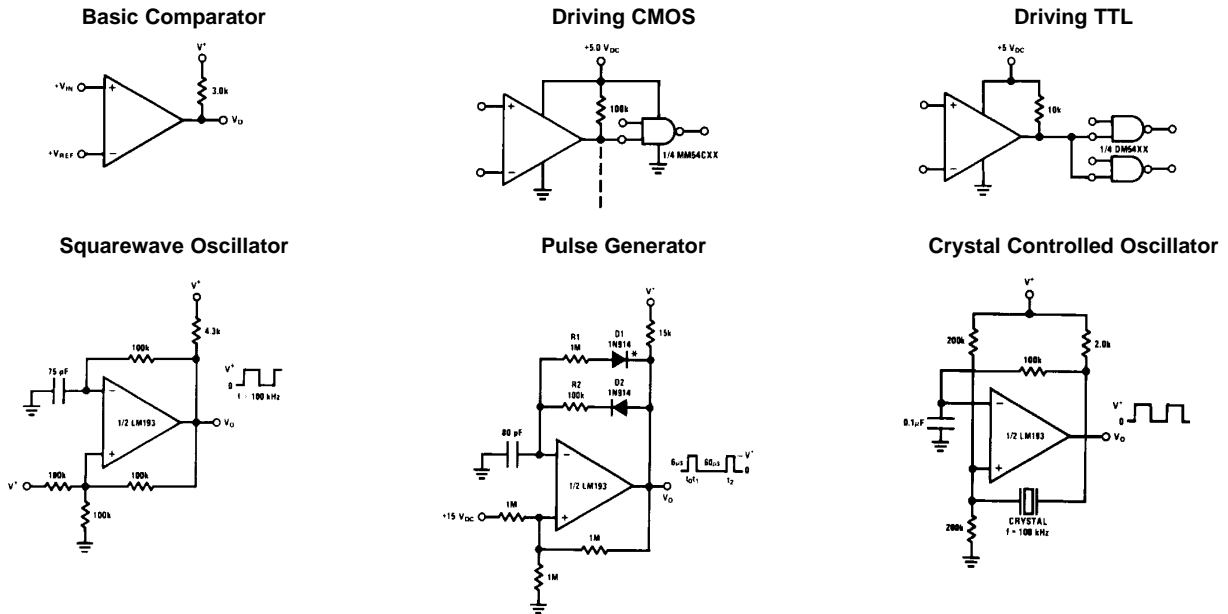 Basic Comparator
V+
3.0k
+VIN
+
VO
+VREF
−
Driving CMOS
+5.0 VDC
100k
+
−
1/4 MM54CXX
Driving TTL
+5 VDC
10k
+
−
1/4 DM54XX
Squarewave Oscillator
V+
4.3k
100k
75 pF
−
V+
0
f = 100 kHz
1/2 LM193
VO
+
V+
100k
100k
100k
Pulse Generator
V+
15k
R1
1M
D1
1N914
*
R2
100k
D2
1N914
80 pF
−
1/2 LM193
6µs
60µs
V+
0
t0 t1
t2
VO
1M
+15 VDC
+
1M
1M
Crystal Controlled Oscillator
V+
200k
2.0k
100k
0.1µF
−
1/2 LM193
V+
0
VO
+
CRYSTAL
f = 100 kHz
200k